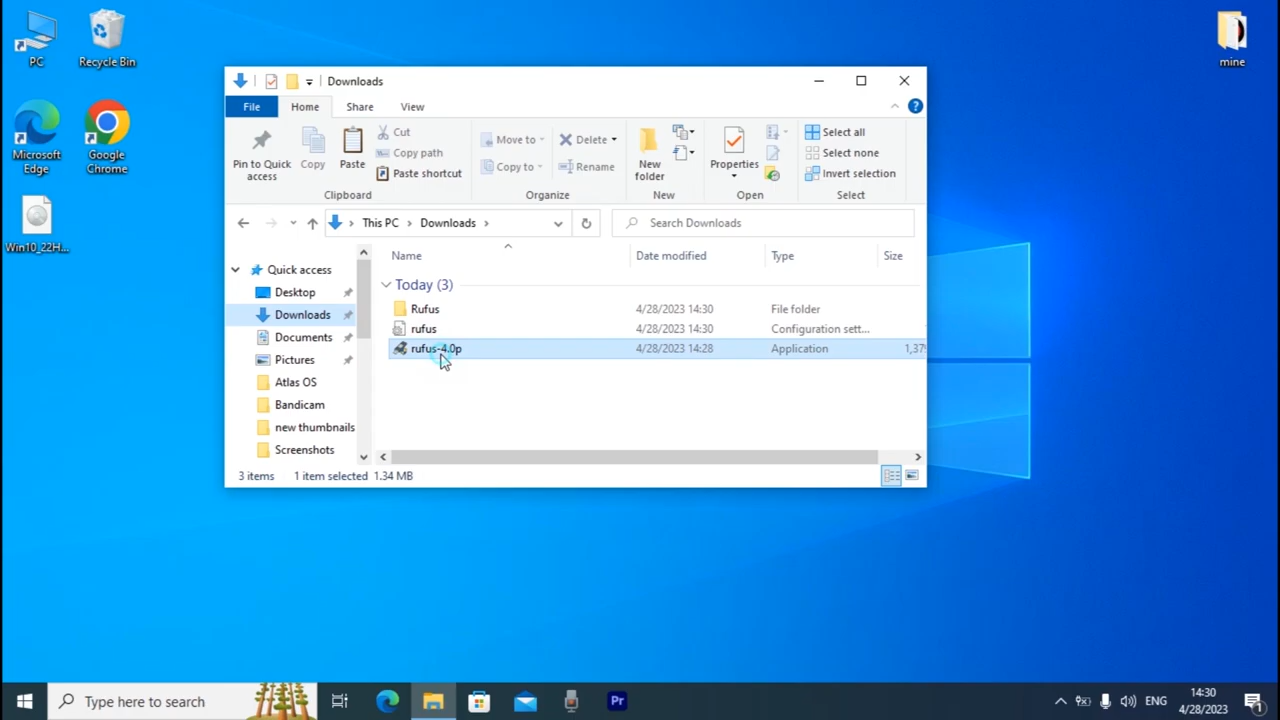 PC
Recycle Bin
mine
Microsoft Edge
Google Chrome
Win10_22H...
Downloads
File Home Share View
Pin to Quick access
Copy
Paste
Cut
Copy path
Paste shortcut
Move to
Copy to
Delete
Rename
New folder
Properties
Select all
Select none
Invert selection
Clipboard Organize New Open Select
This PC Downloads
Search Downloads
Name Date modified Type Size
Quick access
Desktop
Downloads
Documents
Pictures
Atlas OS
Bandicam
new thumbnails
Screenshots
Today (3)
Rufus 4/28/2023 14:30 File folder
rufus 4/28/2023 14:30 Configuration sett...
rufus-4.0p 4/28/2023 14:28 Application 1,379
3 items 1 item selected 1.34 MB
Type here to search
Pr
ENG
14:30
4/28/2023
1